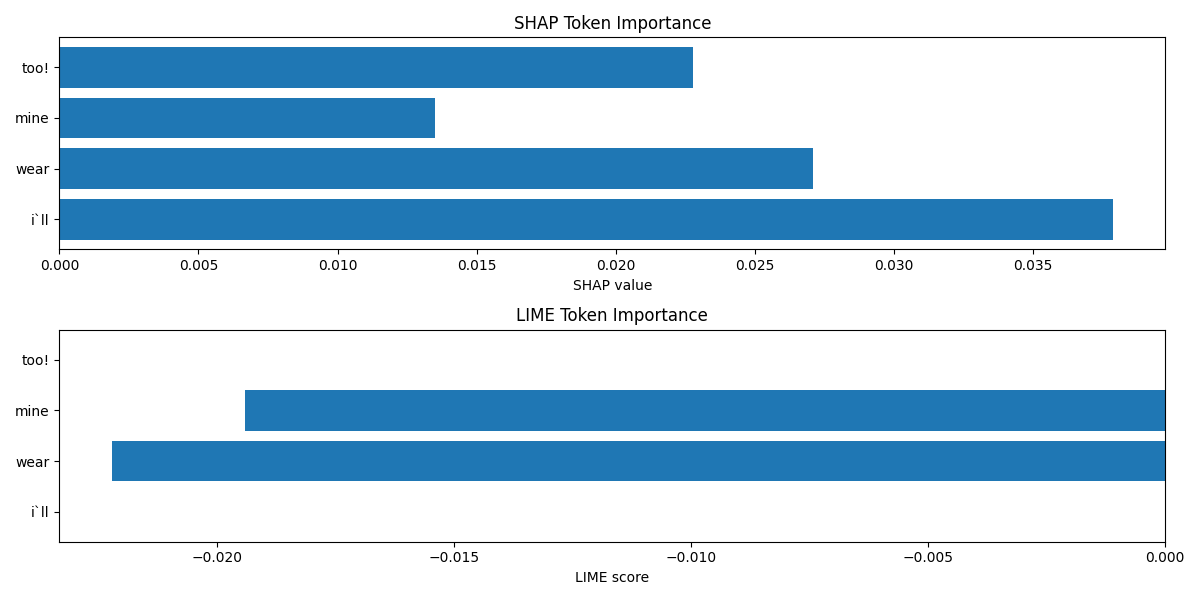 SHAP Token Importance
too!
mine
wear
i`ll
0.000 0.005 0.010 0.015 0.020 0.025 0.030 0.035
SHAP value
LIME Token Importance
too!
mine
wear
i`ll
−0.020 −0.015 −0.010 −0.005 0.000
LIME score